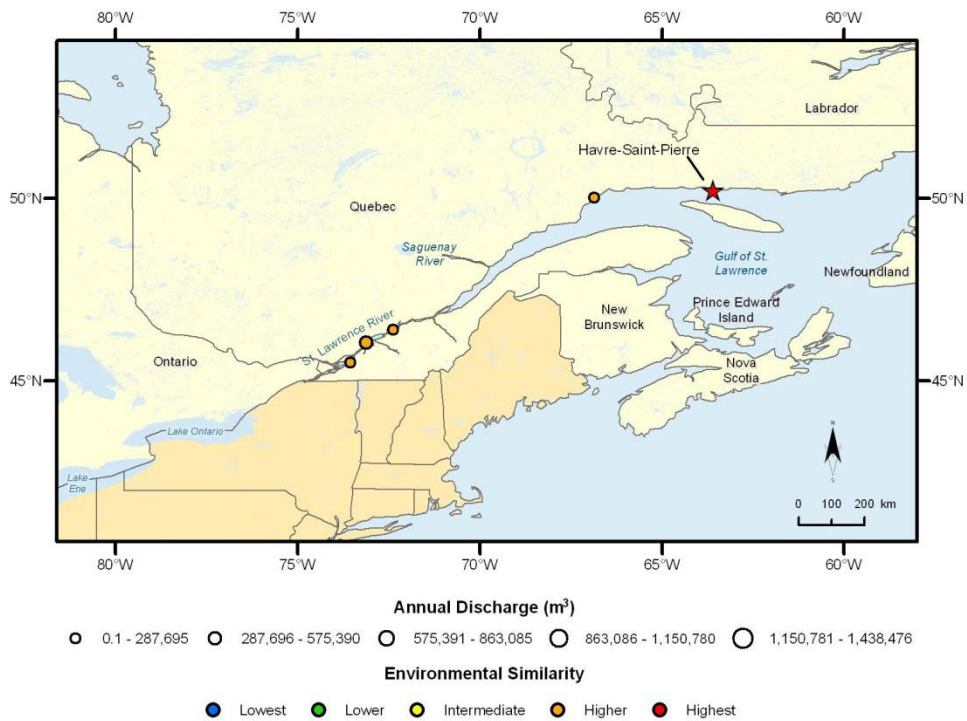 80°W 75°W 70°W 65°W 60°W
Labrador
Havre-Saint-Pierre
50°N 50°N
Quebec
Saguenay
River
Gulf of St.
Lawrence
Newfoundland
St. Lawrence River
New
Brunswick
Prince Edward
Island
Ontario
Nova
Scotia
45°N 45°N
Lake Ontario
Lake
Erie
N
S
0 100 200 km
80°W 75°W 70°W 65°W 60°W
Annual Discharge (m³)
0.1 - 287,695 287,696 - 575,390 575,391 - 863,085 863,086 - 1,150,780 1,150,781 - 1,438,476
Environmental Similarity
Lowest Lower Intermediate Higher Highest